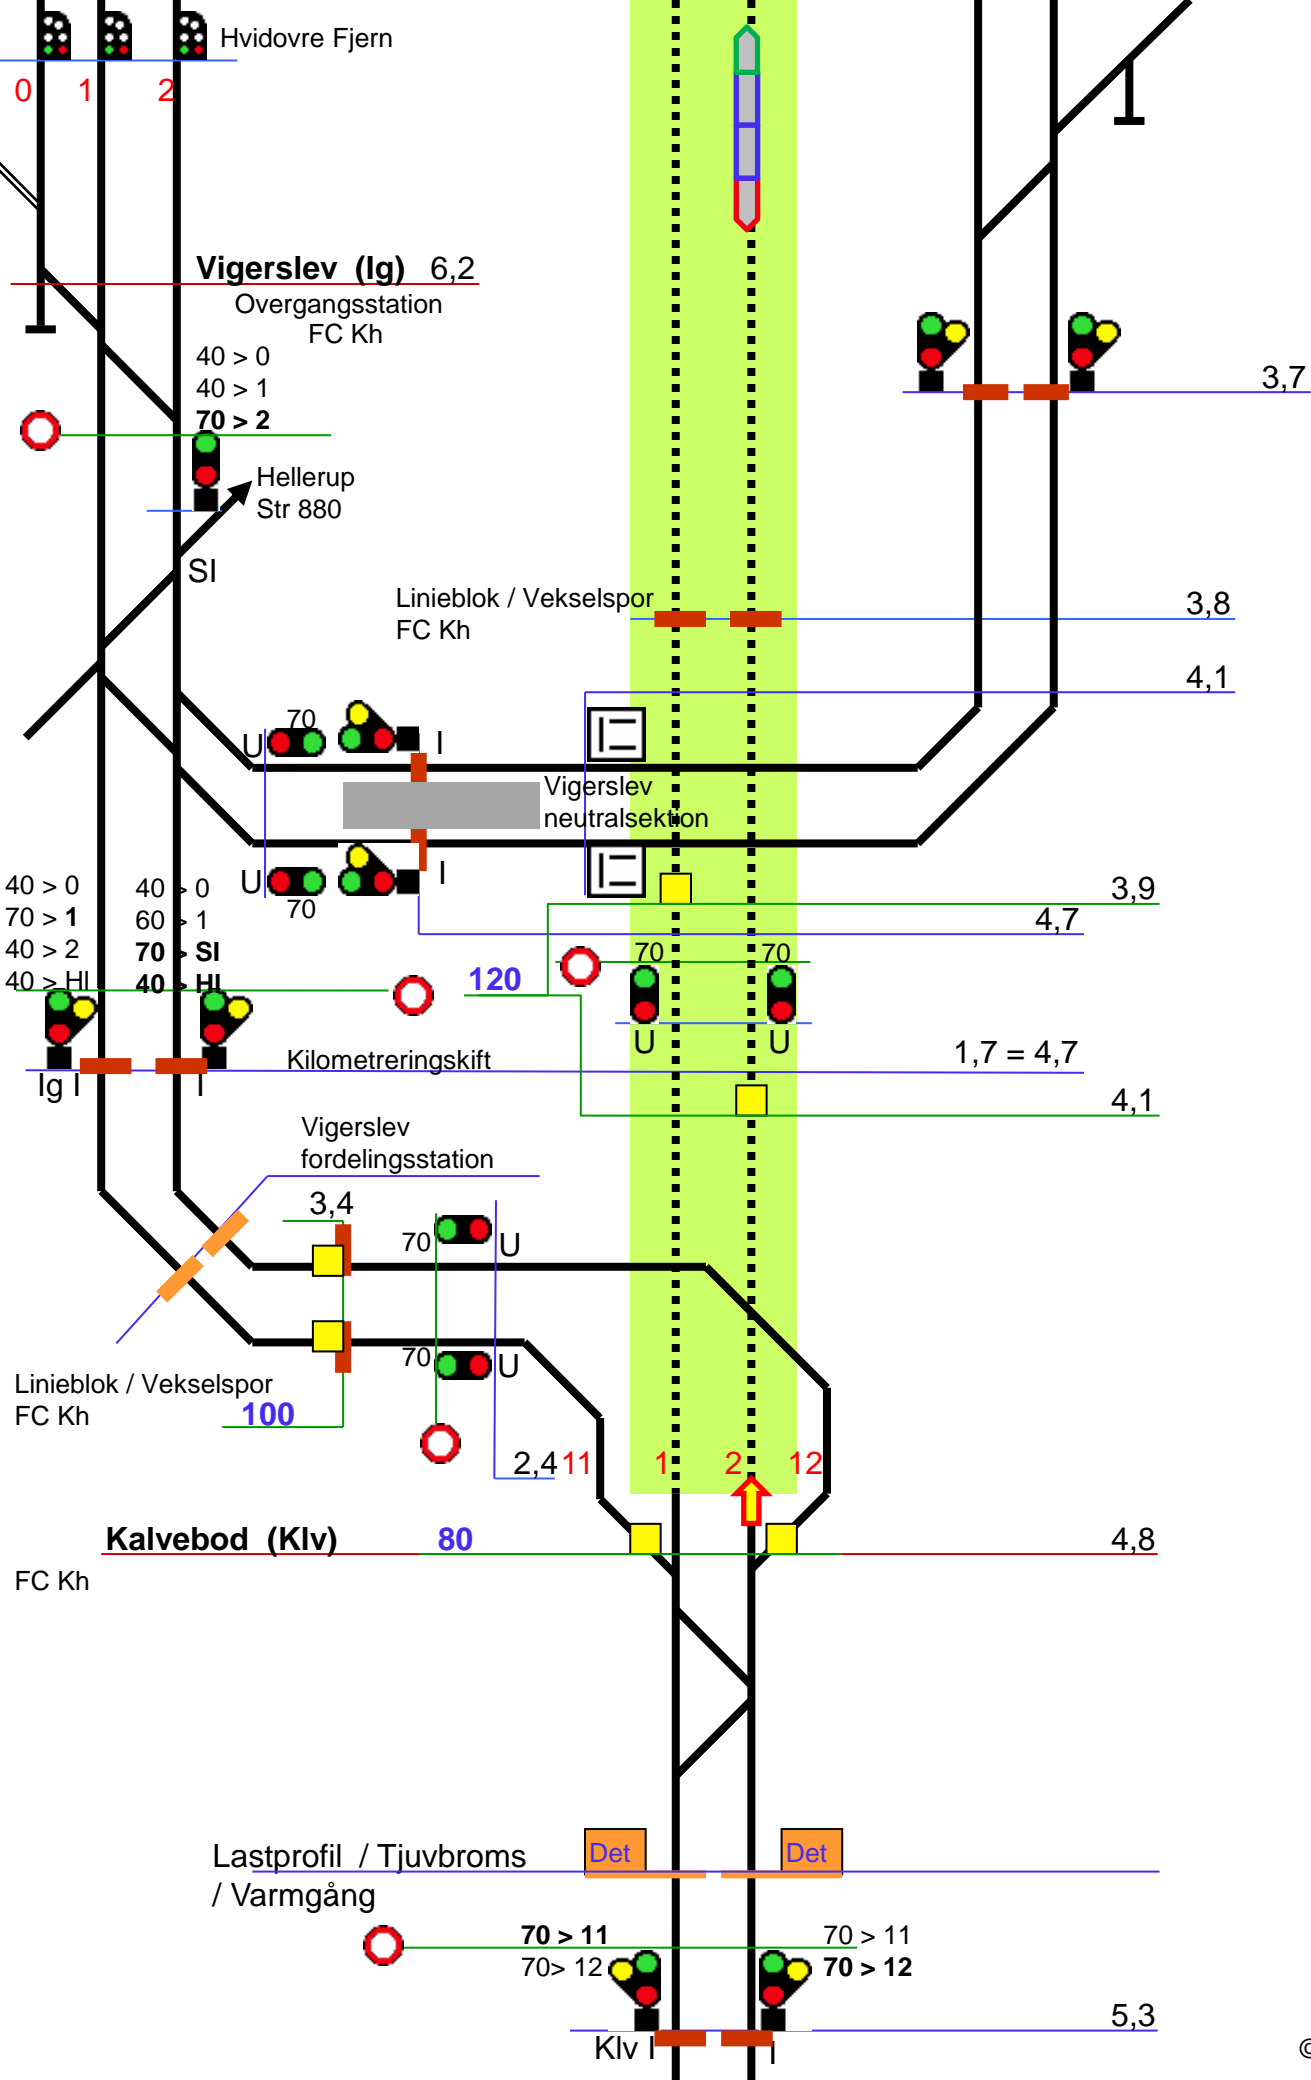 Hvidovre Fjern
0 1 2
Vigerslev (Ig) 6,2
Overgangsstation
FC Kh
40 > 0
40 > 1
70 > 2
3,7
Hellerup
Str 880
SI
Linieblok / Vekselspor
FC Kh
3,8
4,1
70
U I
Vigerslev
neutralsektion
U I
70
40 > 0
70 > 1
40 > 2
40 > HI
40 > 0
60 > 1
70 > SI
40 > HI
3,9
4,7
70 70
120
U U
1,7 = 4,7
Kilometreringskift
Ig I I
4,1
Vigerslev
fordelingsstation
3,4
70 U
70 U
Linieblok / Vekselspor
FC Kh
100
2,4 11 1 2 12
Kalvebod (Klv) 80 4,8
FC Kh
Det Det
Lastprofil / Tjuvbroms
/ Varmgång
70 > 11
70> 12
70 > 11
70 > 12
5,3
Klv I I
©